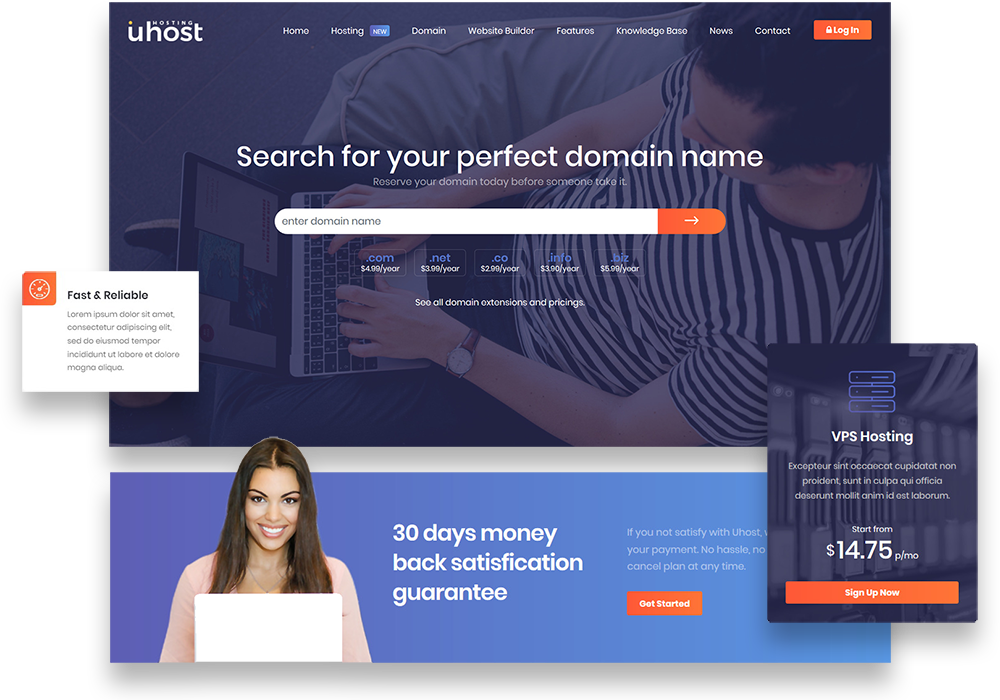 HOSTING
uhost
Home Hosting NEW Domain Website Builder Features Knowledge Base News Contact Log In
Search for your perfect domain name
Reserve your domain today before someone take it.
enter domain name
.com .net .co .info .biz
$4.99/year $3.99/year $2.99/year $3.90/year $5.99/year
See all domain extensions and pricings.
Fast & Reliable
Lorem ipsum dolor sit amet,
consectetur adipiscing elit,
sed do eiusmod tempor
incididunt ut labore et dolore
magna aliqua.
VPS Hosting
Excepteur sint occaecat cupidatat non
proident, sunt in culpa qui officia
deserunt mollit anim id est laborum.
Start from
$14.75 p/mo
Sign Up Now
30 days money
back satisfication
guarantee
If you not satisfy with Uhost,
your payment. No hassle, no
cancel plan at any time.
Get Started